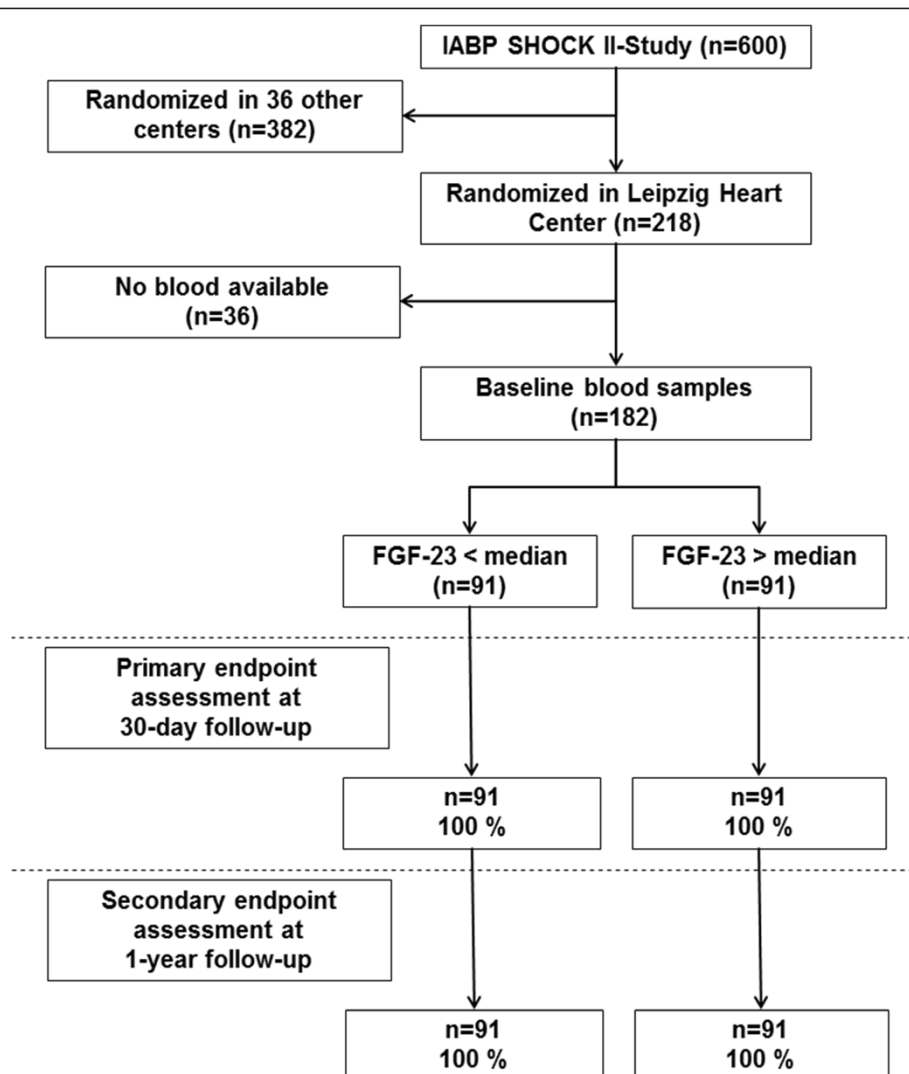 IABP SHOCK II-Study (n=600)
Randomized in 36 other
centers (n=382)
Randomized in Leipzig Heart
Center (n=218)
No blood available
(n=36)
Baseline blood samples
(n=182)
FGF-23 < median
(n=91)
FGF-23 > median
(n=91)
Primary endpoint
assessment at
30-day follow-up
n=91
100 %
n=91
100 %
Secondary endpoint
assessment at
1-year follow-up
n=91
100 %
n=91
100 %